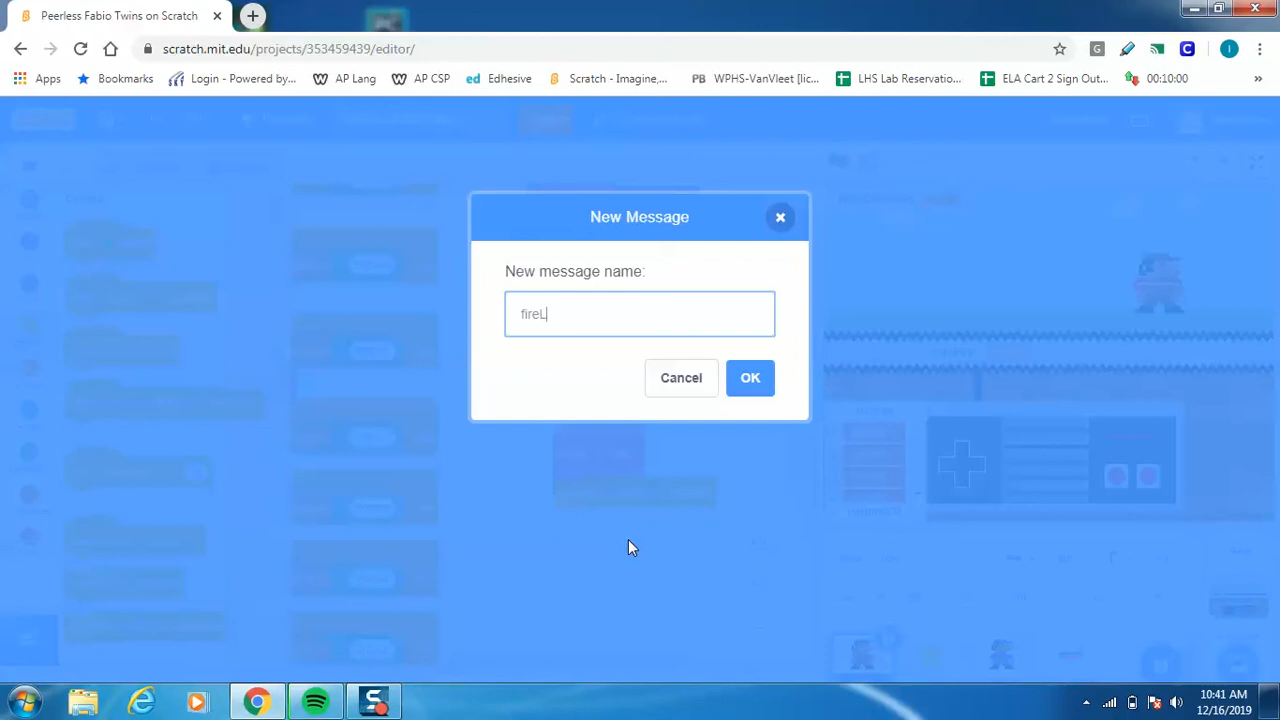 Peerless Fabio Twins on Scratch
scratch.mit.edu/projects/353459439/editor/
Apps
Bookmarks
Login - Powered by...
AP Lang
AP CSP
ed Edhesive
Scratch - Imagine,...
PB WPHS-VanVleet [lic...
LHS Lab Reservatio...
ELA Cart 2 Sign Out...
00:10:00
»
New Message
New message name:
fireL
Cancel
OK
10:41 AM
12/16/2019